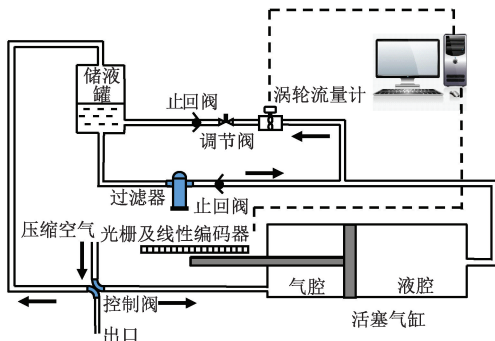 储液
罐
止回阀
涡轮流量计
调节阀
过滤器
止回阀
压缩空气
光栅及线性编码器
气腔
液腔
控制阀
活塞气缸
出口